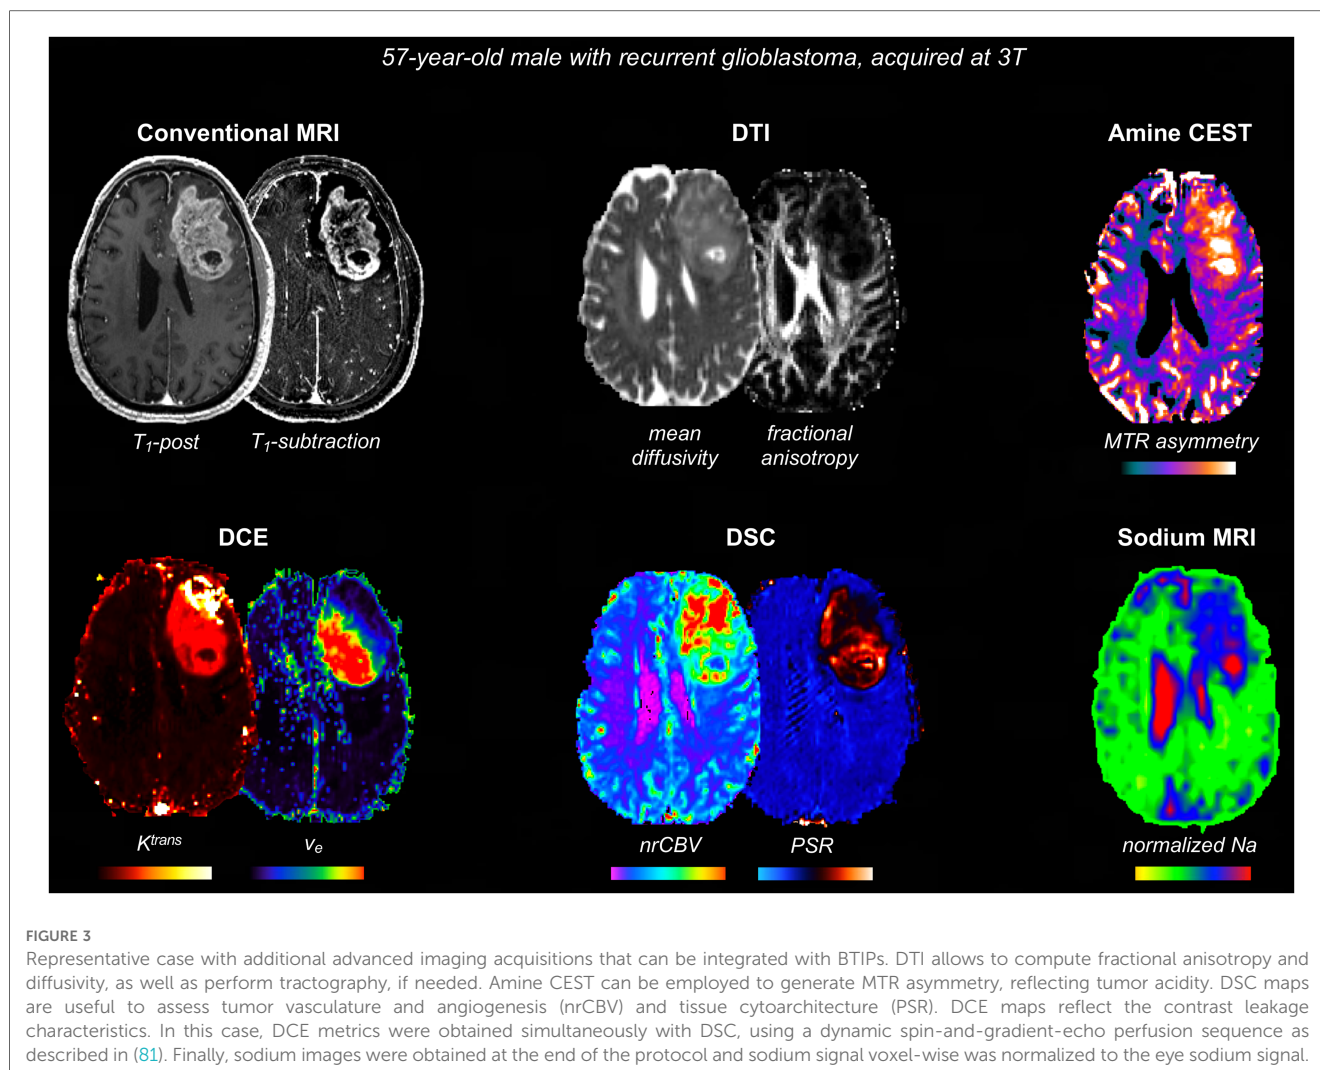 57-year-old male with recurrent glioblastoma, acquired at 3T
Conventional MRI
DTI
Amine CEST
T1-post
T1-subtraction
mean
diffusivity
fractional
anisotropy
MTR asymmetry
DCE
DSC
Sodium MRI
Ktrans
ve
nrCBV
PSR
normalized Na
FIGURE 3
Representative case with additional advanced imaging acquisitions that can be integrated with BTIPs. DTI allows to compute fractional anisotropy and
diffusivity, as well as perform tractography, if needed. Amine CEST can be employed to generate MTR asymmetry, reflecting tumor acidity. DSC maps
are useful to assess tumor vasculature and angiogenesis (nrCBV) and tissue cytoarchitecture (PSR). DCE maps reflect the contrast leakage
characteristics. In this case, DCE metrics were obtained simultaneously with DSC, using a dynamic spin-and-gradient-echo perfusion sequence as
described in (81). Finally, sodium images were obtained at the end of the protocol and sodium signal voxel-wise was normalized to the eye sodium signal.